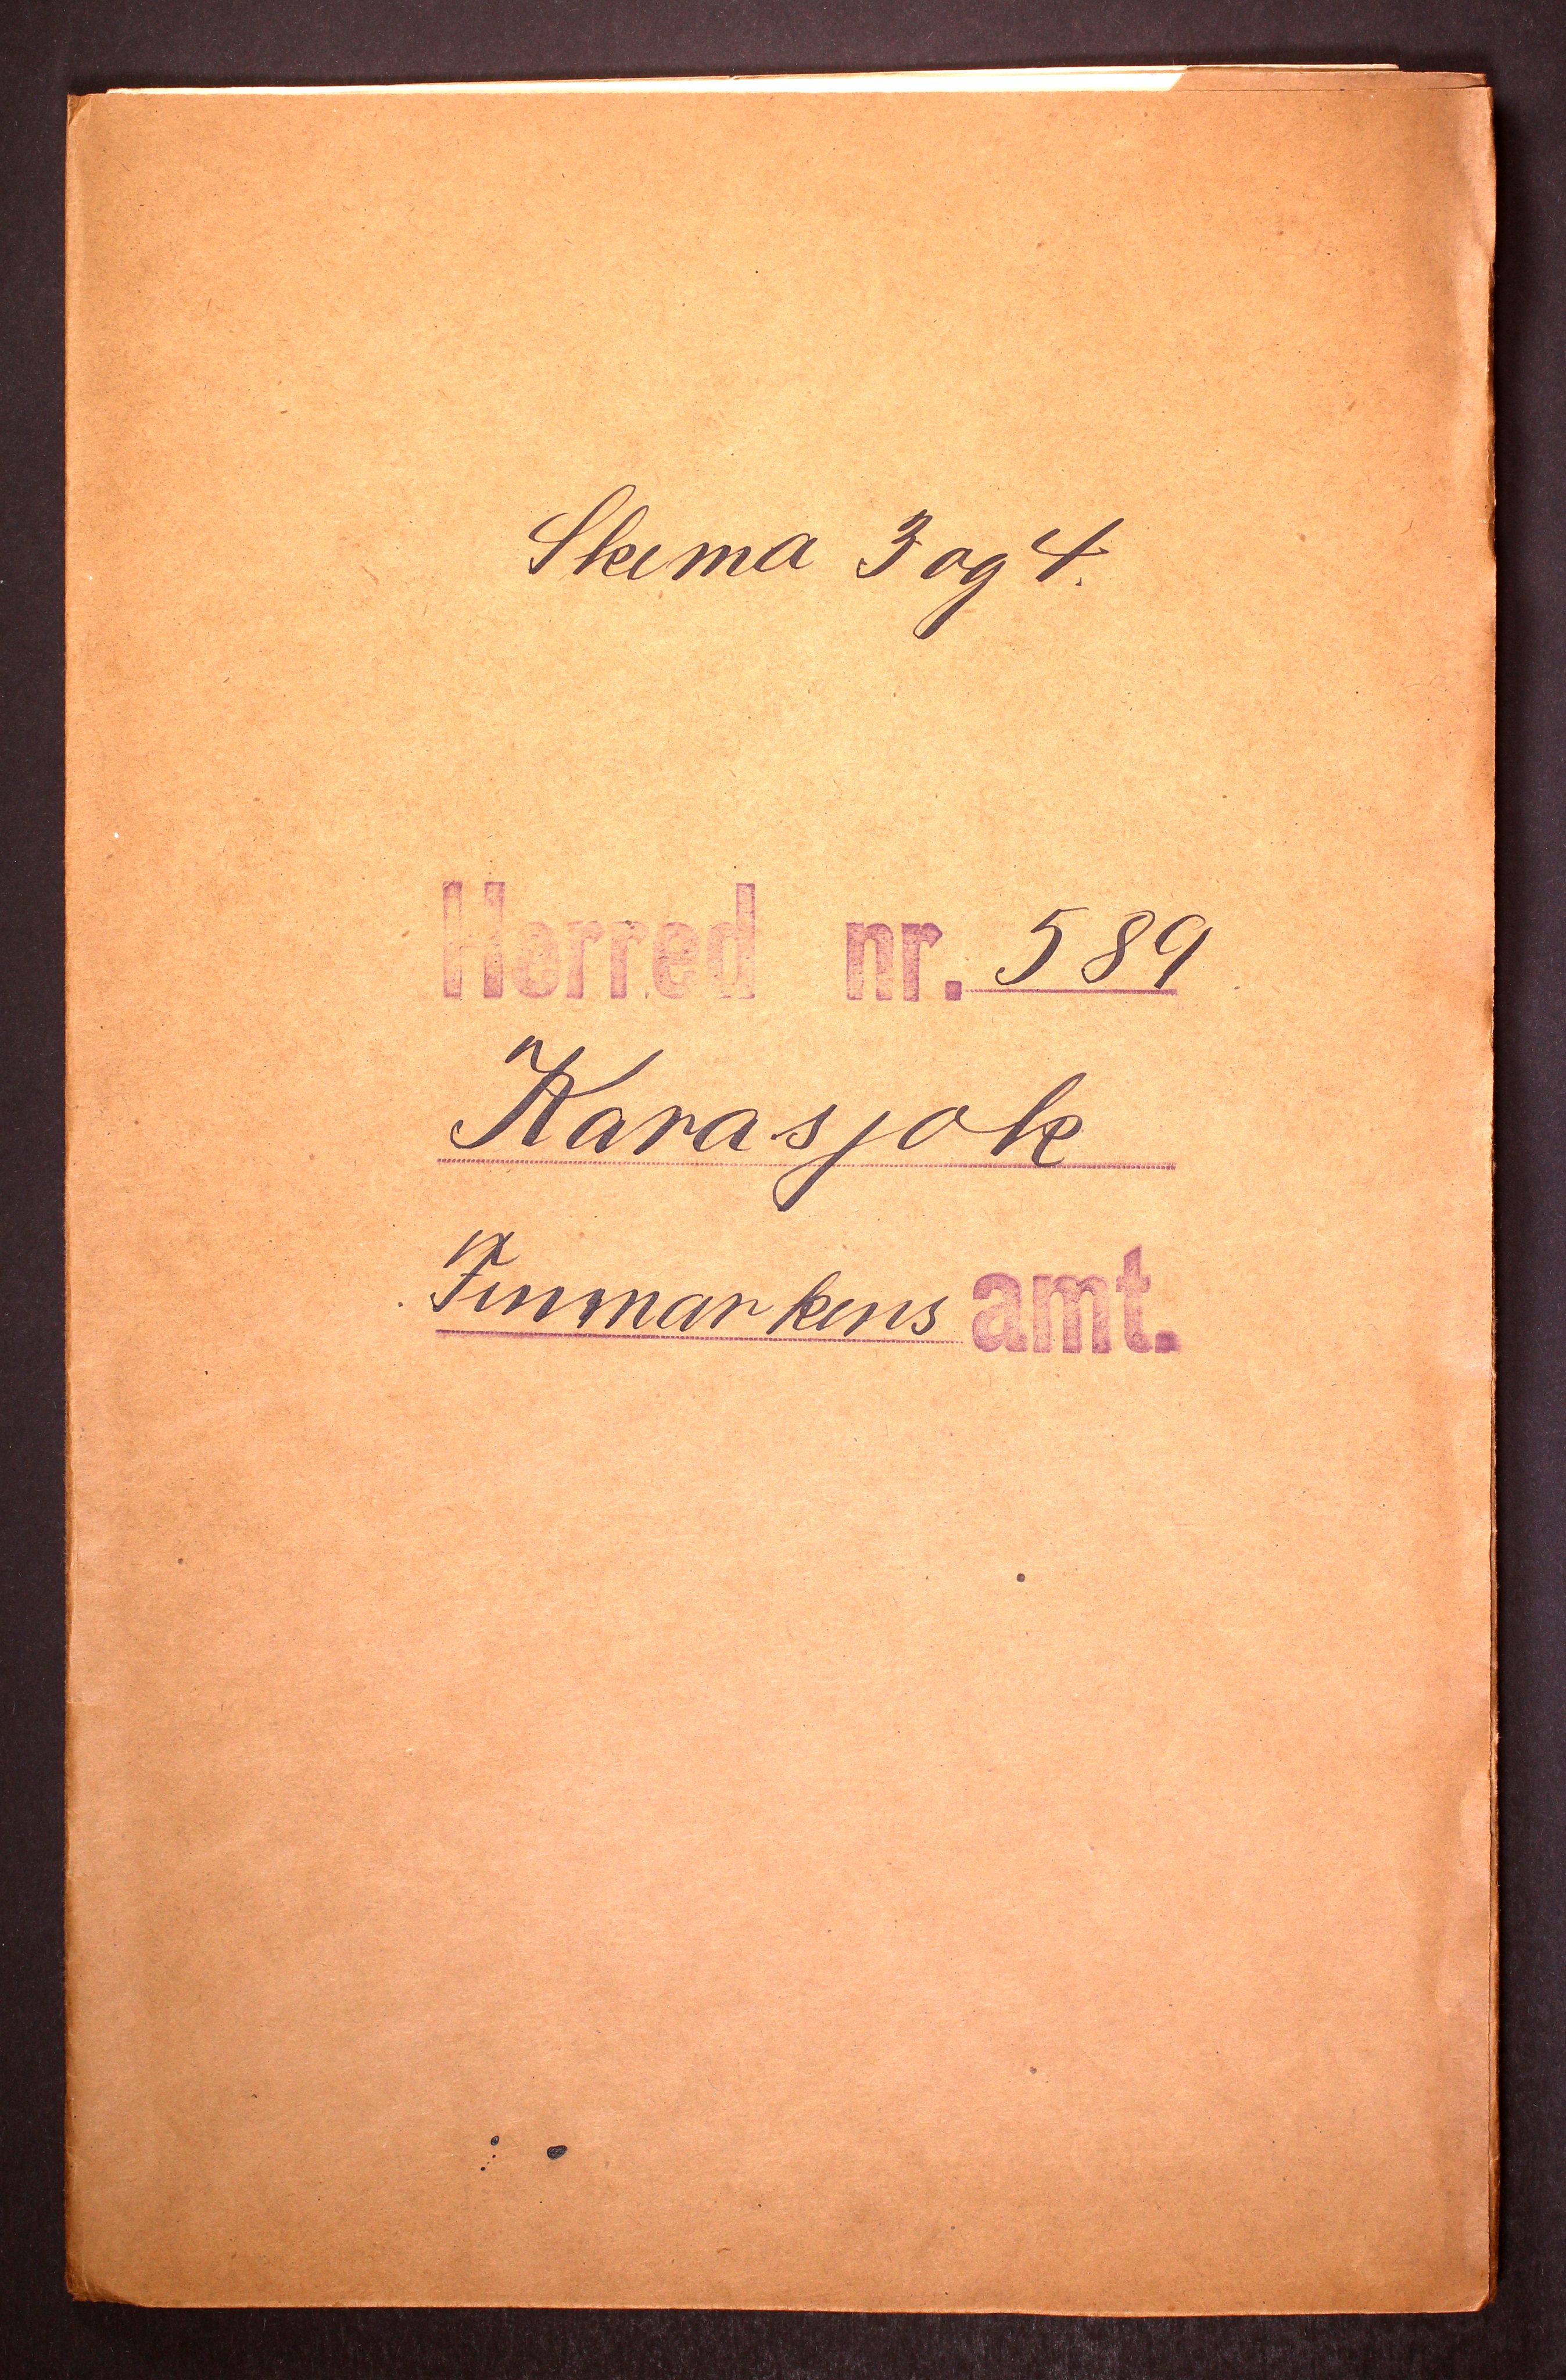 Skema 3 og 4.
Herred nr. 589
Karasjok
Finmarkens amt.